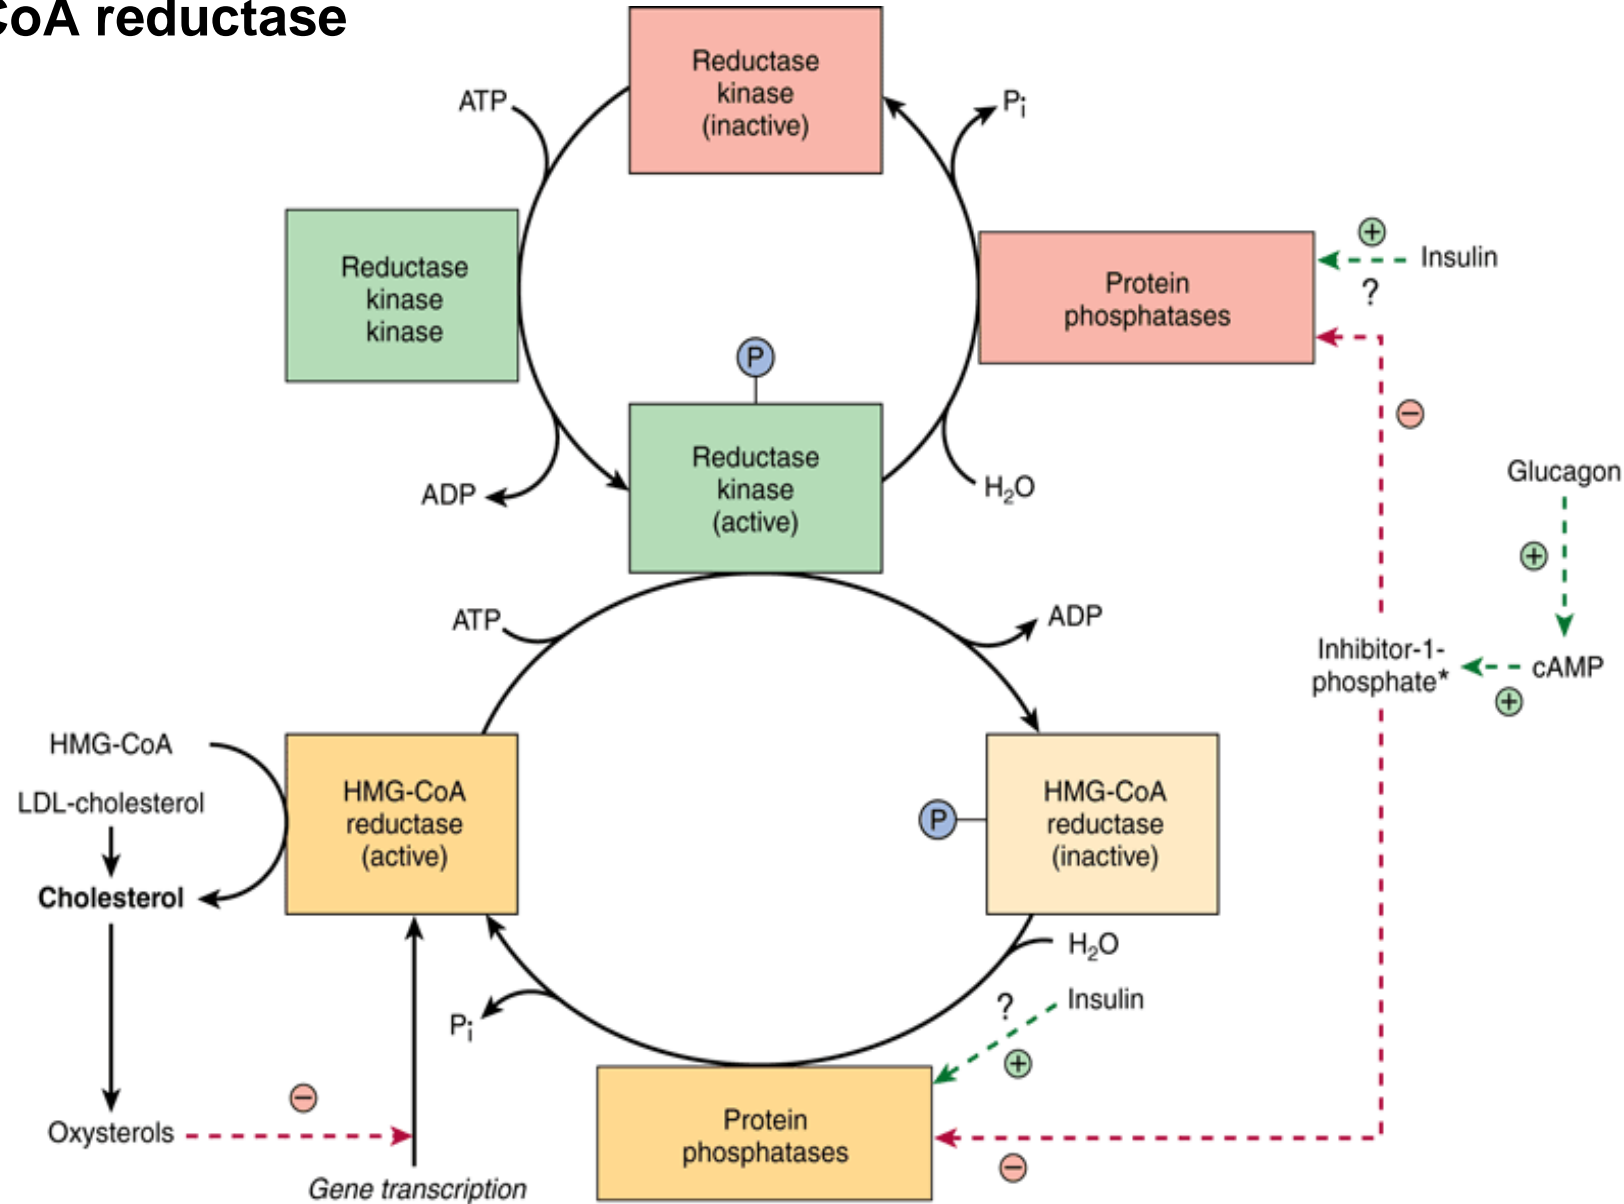 CoA reductase
Reductase
kinase
(inactive)
ATP
Pi
Reductase
kinase
kinase
Protein
phosphatases
+
Insulin
?
P
−
Reductase
kinase
(active)
ADP
H2O
Glucagon
+
ATP
ADP
Inhibitor-1-
phosphate*
cAMP
+
HMG-CoA
LDL-cholesterol
Cholesterol
HMG-CoA
reductase
(active)
P
HMG-CoA
reductase
(inactive)
H2O
Insulin
?
+
Pi
−
Oxysterols
Protein
phosphatases
−
Gene transcription